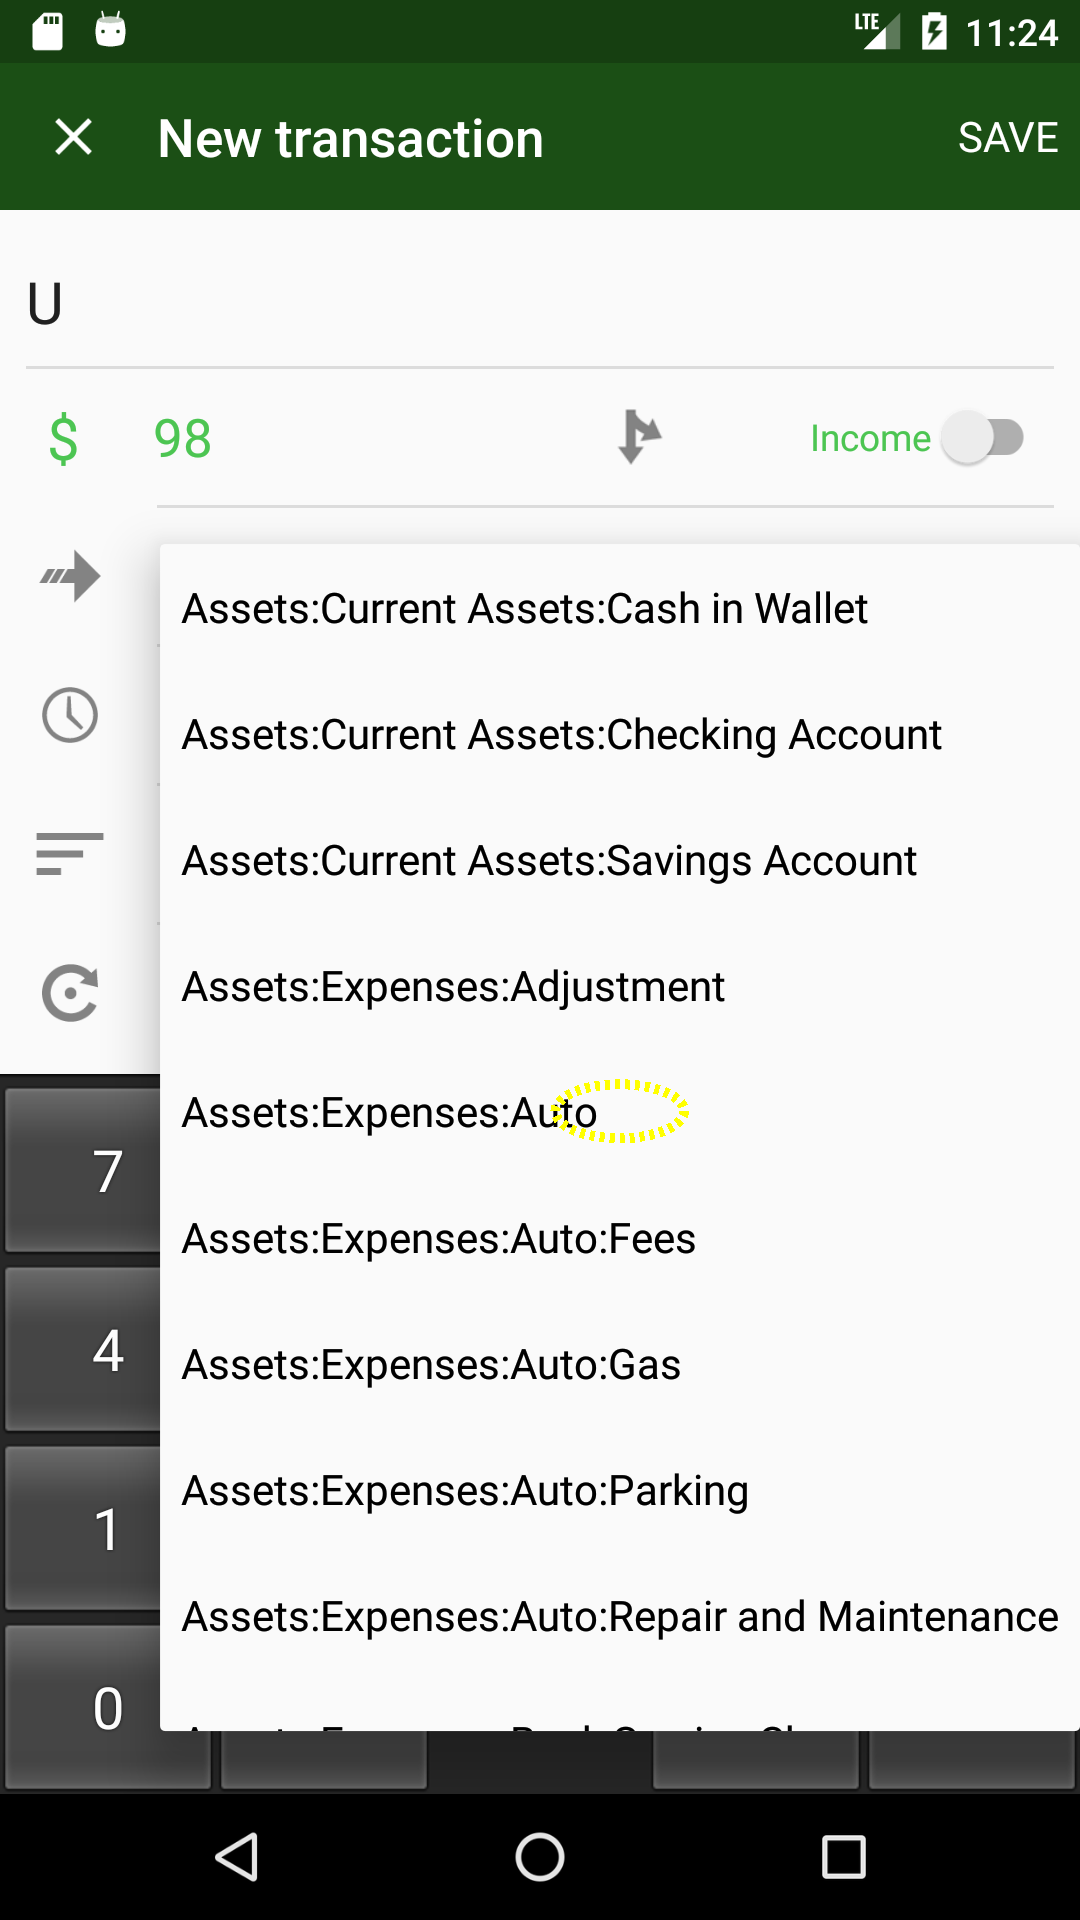 LTE 11:24
New transaction SAVE
U
$ 98 Income
Assets:Current Assets:Cash in Wallet
Assets:Current Assets:Checking Account
Assets:Current Assets:Savings Account
Assets:Expenses:Adjustment
Assets:Expenses:Auto
7
Assets:Expenses:Auto:Fees
4
Assets:Expenses:Auto:Gas
Assets:Expenses:Auto:Parking
1
Assets:Expenses:Auto:Repair and Maintenance
0